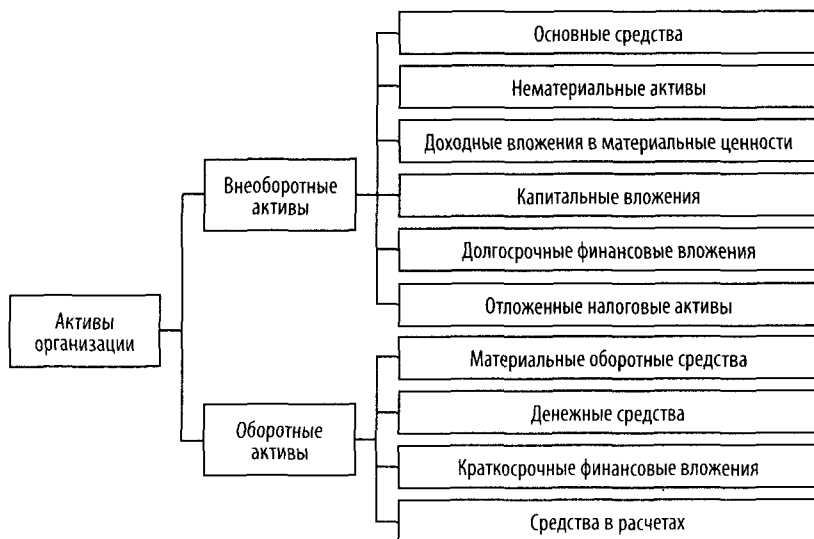 Основные средства
Нематериальные активы
Доходные вложения в материальные ценности
Внеоборотные
активы
Капитальные вложения
Долгосрочные финансовые вложения
Отложенные налоговые активы
Активы
организации
Материальные оборотные средства
Оборотные
активы
Денежные средства
Краткосрочные финансовые вложения
Средства в расчетах